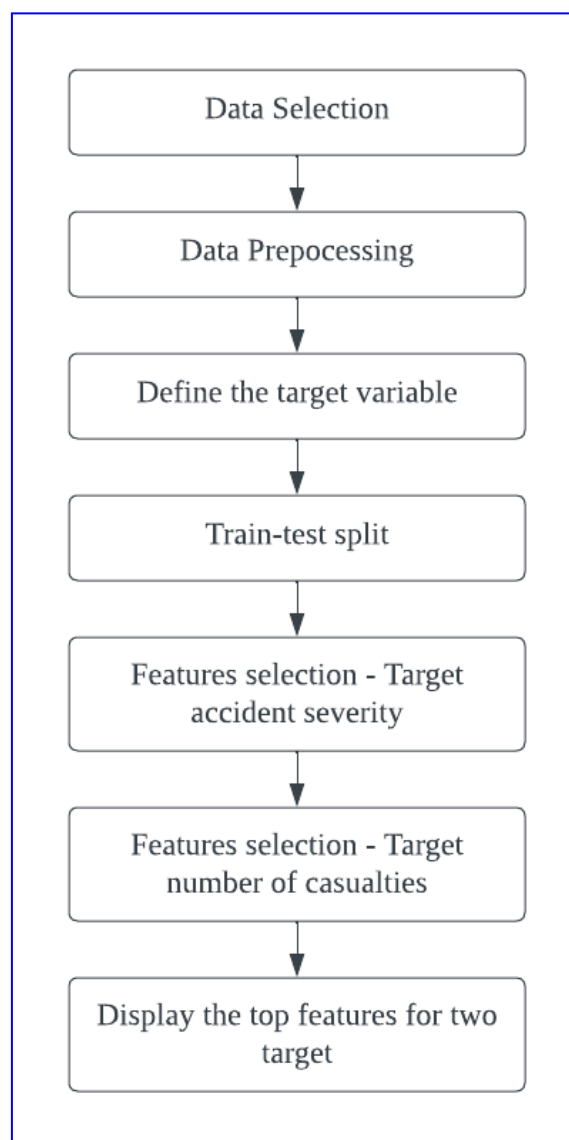 Data Selection
Data Prepocessing
Define the target variable
Train-test split
Features selection - Target
accident severity
Features selection - Target
number of casualties
Display the top features for two
target